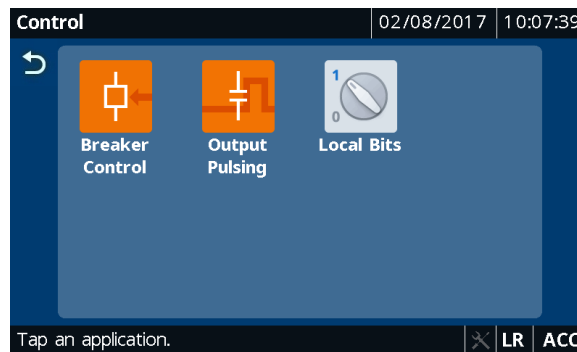 Control 02/08/2017 10:07:39
1
0
Breaker Control
Output Pulsing
Local Bits
Tap an application. LR ACC